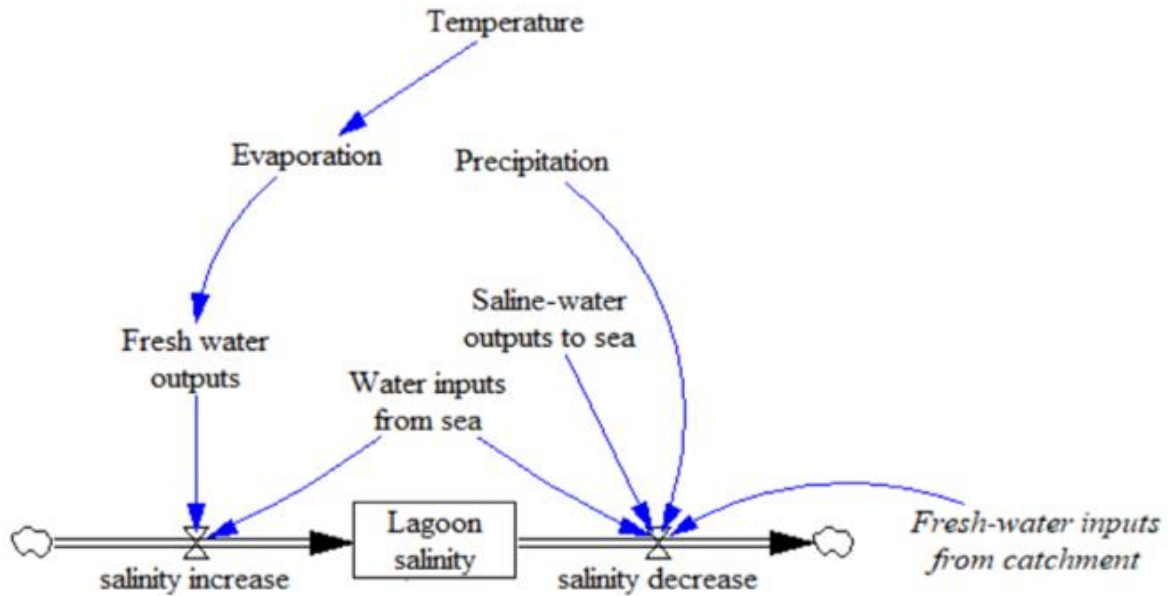 Temperature
Evaporation
Precipitation
Saline-water
outputs to sea
Fresh water
outputs
Water inputs
from sea
Lagoon
salinity
Fresh-water inputs
from catchment
salinity increase
salinity decrease